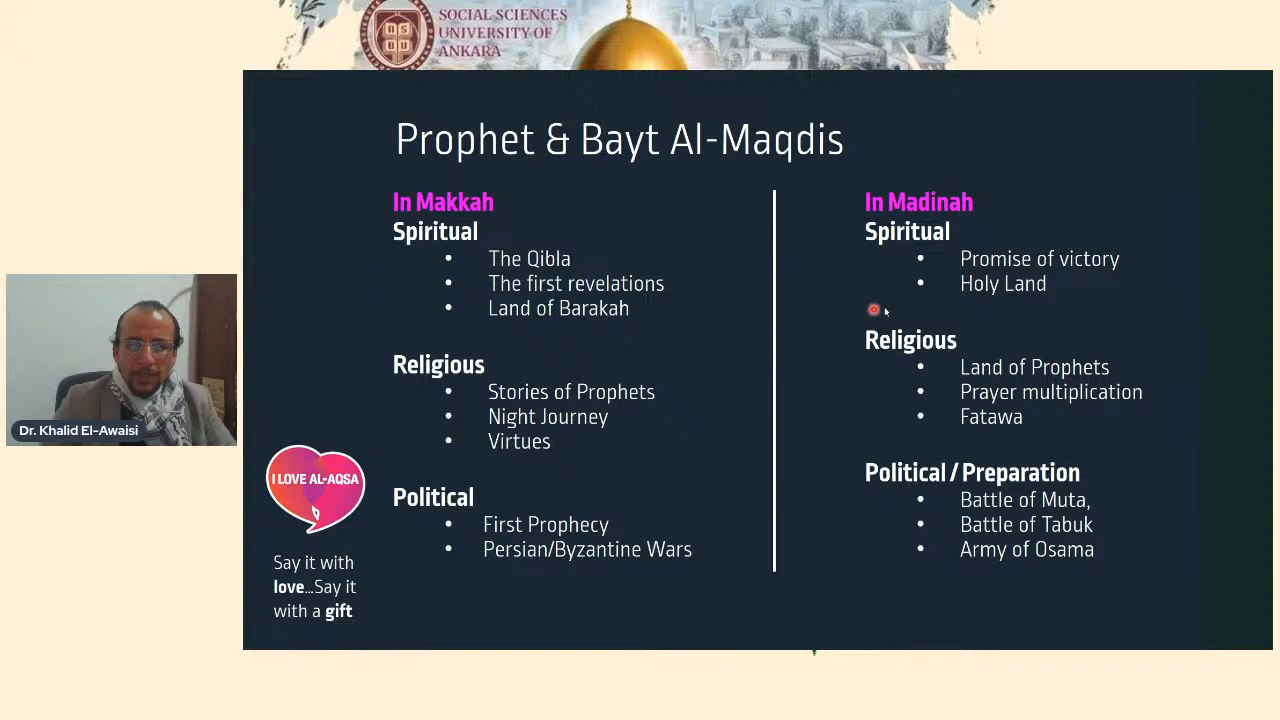 SOCIAL SCIENCES
UNIVERSITY OF
ANKARA
Prophet & Bayt Al-Maqdis
In Makkah
Spiritual
• The Qibla
• The first revelations
• Land of Barakah
Religious
• Stories of Prophets
• Night Journey
• Virtues
Political
• First Prophecy
• Persian/Byzantine Wars
In Madinah
Spiritual
• Promise of victory
• Holy Land
Religious
• Land of Prophets
• Prayer multiplication
• Fatawa
Political / Preparation
• Battle of Muta,
• Battle of Tabuk
• Army of Osama
Dr. Khalid El-Awaisi
I LOVE AL-AQSA
Say it with
love...Say it
with a gift